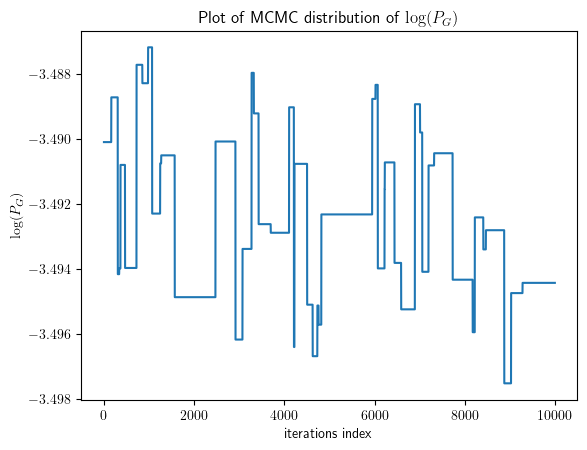 Plot of MCMC distribution of log(P_G)
−3.488
−3.490
−3.492
−3.494
−3.496
−3.498
log(P_G)
0 2000 4000 6000 8000 10000
iterations index